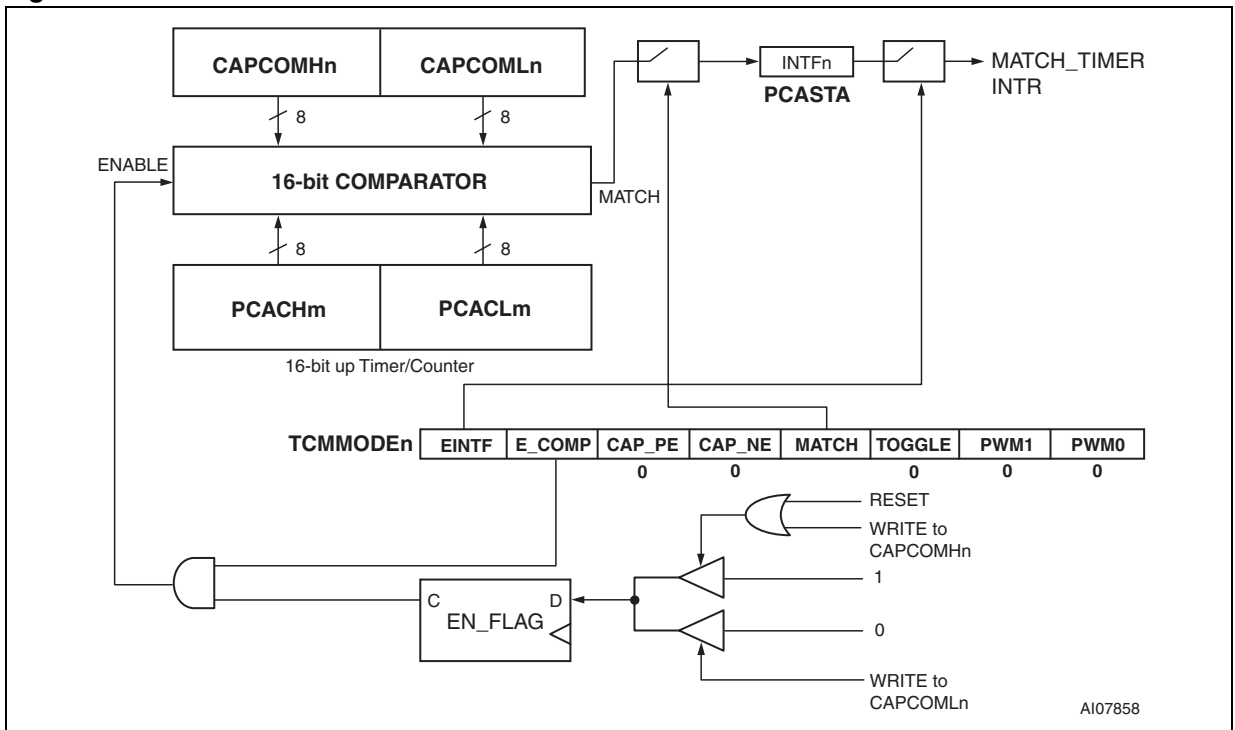 CAPCOMHn CAPCOMLn
INTFn
PCASTA
MATCH_TIMER
INTR
8 8
ENABLE
16-bit COMPARATOR
MATCH
8 8
PCACHm PCACLm
16-bit up Timer/Counter
TCMMODEn EINTF E_COMP CAP_PE CAP_NE MATCH TOGGLE PWM1 PWM0
0 0 0 0 0
RESET
WRITE to
CAPCOMHn
1
C D
EN_FLAG
0
WRITE to
CAPCOMLn
AI07858